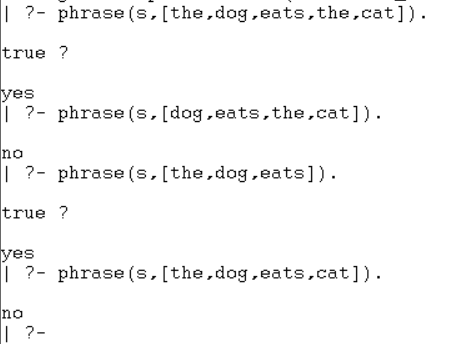 | ?- phrase(s,[the,dog,eats,the,cat]).
true ?
yes
| ?- phrase(s,[dog,eats,the,cat]).
no
| ?- phrase(s,[the,dog,eats]).
true ?
yes
| ?- phrase(s,[the,dog,eats,cat]).
no
| ?-